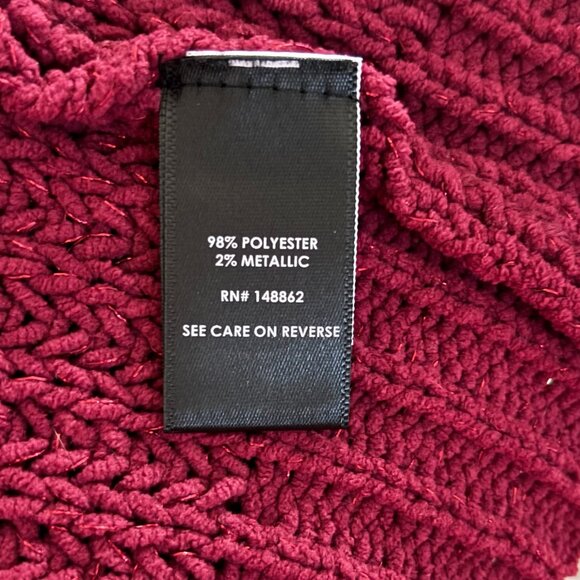 98% POLYESTER
2% METALLIC
RN# 148862
SEE CARE ON REVERSE